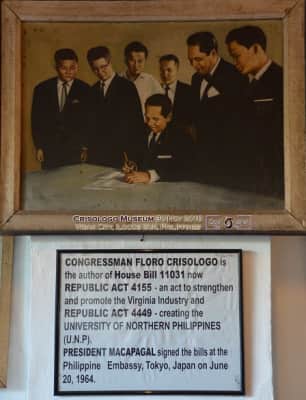 CRISOLOGO MUSEUM
CONGRESSMAN FLORO CRISOLOGO is
the author of House Bill 11031 now
REPUBLIC ACT 4155 - an act to strengthen
and promote the Virginia Industry and
REPUBLIC ACT 4449 - creating the
UNIVERSITY OF NORTHERN PHILIPPINES
(U.N.P).
PRESIDENT MACAPAGAL signed the bills at the
Philippine Embassy, Tokyo, Japan on June
20, 1964.